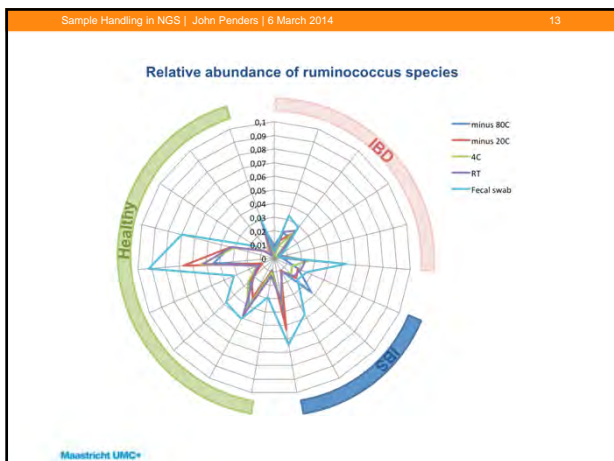 Sample Handling in NGS | John Penders | 6 March 2014 13
Relative abundance of ruminococcus species
0,1
0,09
0,08
0,07
0,06
0,05
0,04
0,03
0,02
0,01
0
minus 80C
minus 20C
4C
RT
Fecal swab
IBD
Healthy
IBS
Maastricht UMC+